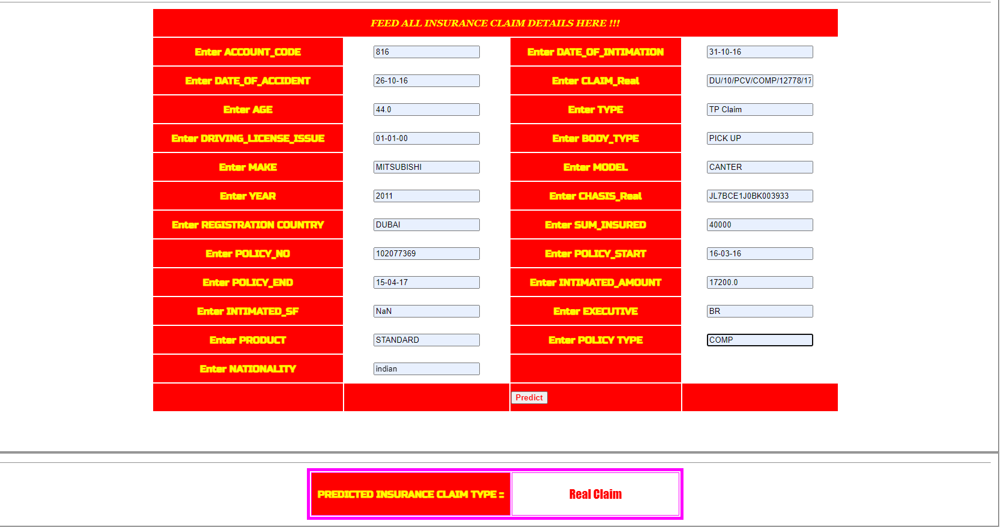 FEED ALL INSURANCE CLAIM DETAILS HERE !!!
Enter ACCOUNT_CODE 816 Enter DATE_OF_INTIMATION 31-10-16
Enter DATE_OF_ACCIDENT 26-10-16 Enter CLAIM_Real DU/10/PCV/COMP/12778/17
Enter AGE 44.0 Enter TYPE TP Claim
Enter DRIVING_LICENSE_ISSUE 01-01-00 Enter BODY_TYPE PICK UP
Enter MAKE MITSUBISHI Enter MODEL CANTER
Enter YEAR 2011 Enter CHASIS_Real JL7BCE1J0BK003933
Enter REGISTRATION COUNTRY DUBAI Enter SUM_INSURED 40000
Enter POLICY_NO 102077369 Enter POLICY_START 16-03-16
Enter POLICY_END 15-04-17 Enter INTIMATED_AMOUNT 17200.0
Enter INTIMATED_SF NaN Enter EXECUTIVE BR
Enter PRODUCT STANDARD Enter POLICY TYPE COMP
Enter NATIONALITY indian
Predict
PREDICTED INSURANCE CLAIM TYPE :: Real Claim